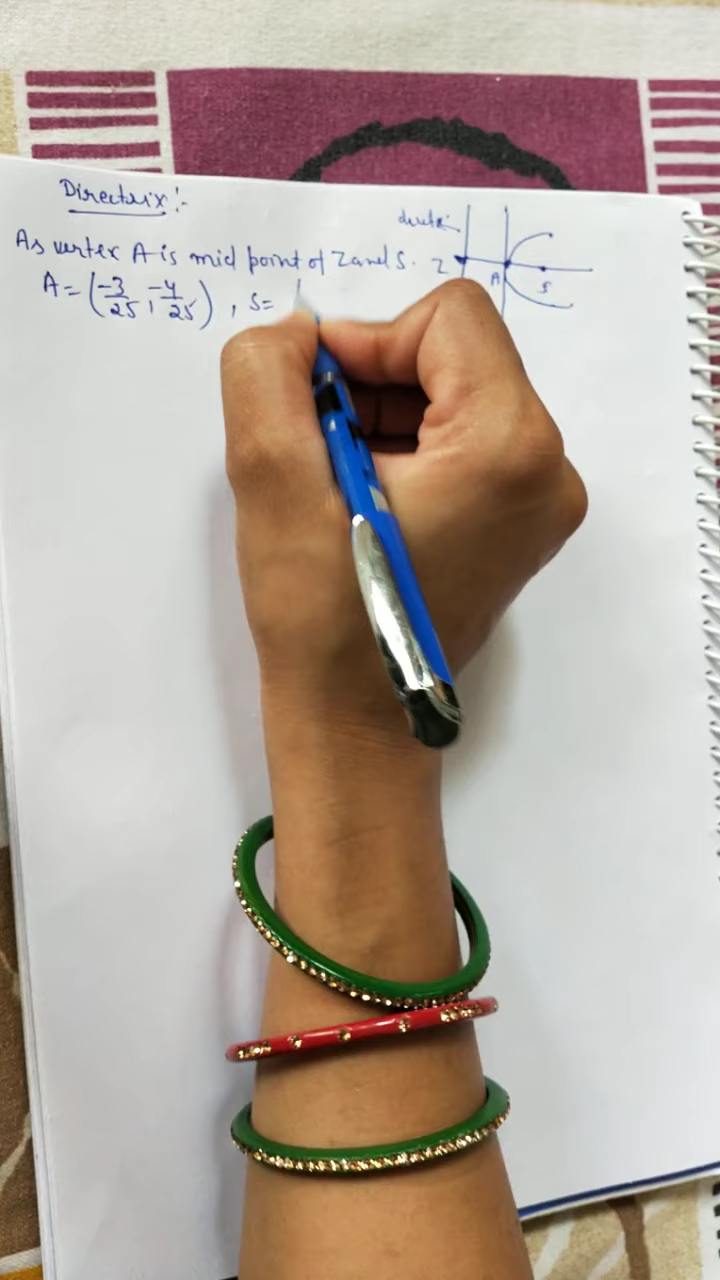 Directrix :-
directrix
As vertex A is mid point of Z and S.
Z
A
S
A = (-3/25, -4/25), S=